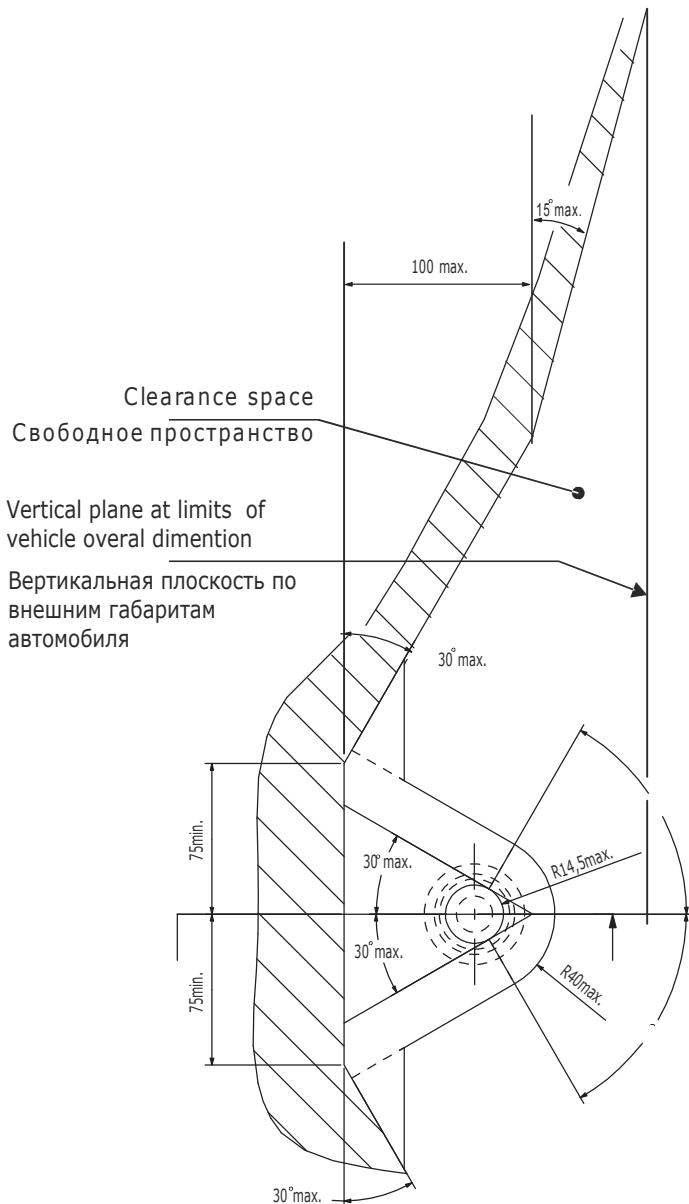 15°max.
100 max.
Clearance space
Свободное пространство
Vertical plane at limits of
vehicle overal dimention
Вертикальная плоскость по
внешним габаритам
автомобиля
30°max.
75min.
30°max.
R14,5max.
30°max.
75min.
R40max.
30°max.